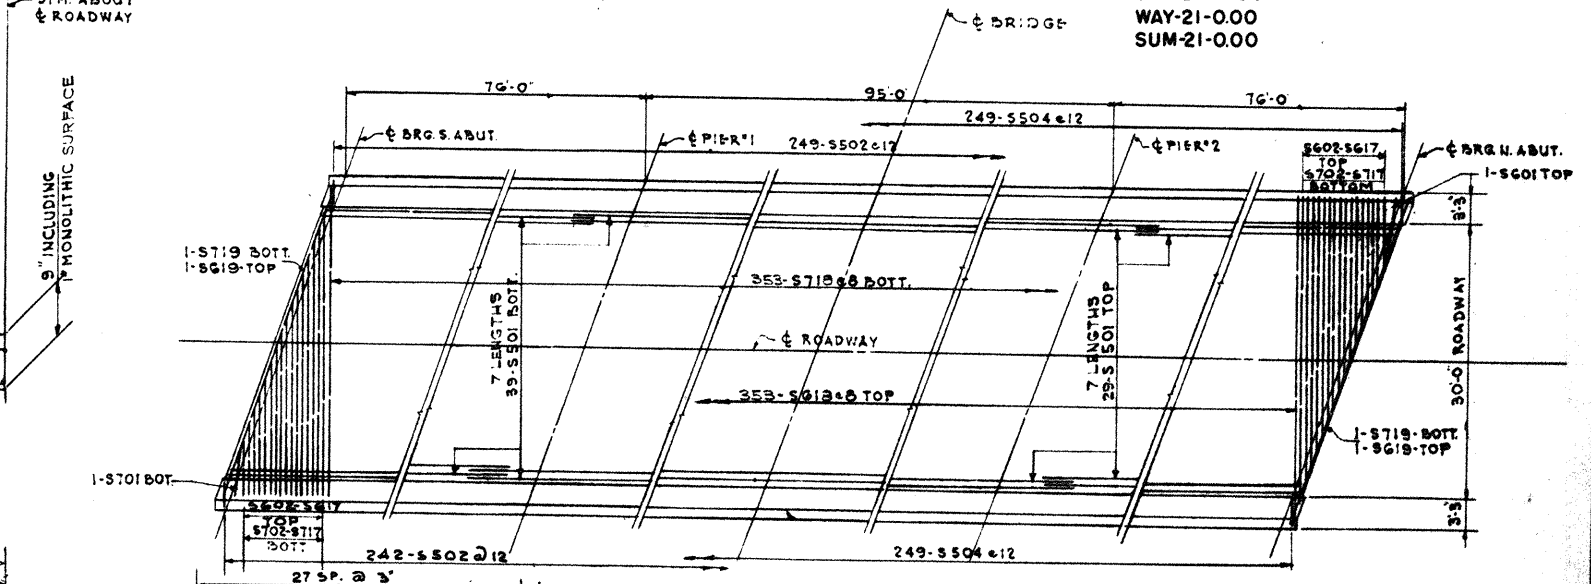 SYM. ABOUT
℄ ROADWAY
WAY-21-0.00
SUM-21-0.00
℄ BRIDGE
76'-0"
95'-0
76'-0"
249-S504@12
℄ BRG. S. ABUT.
℄ PIER #1
249-S502@12
℄ PIER #2
S602-S617
TOP
S702-S717
BOTTOM
℄ BRG N. ABUT.
1-S601 TOP
9" INCLUDING
1" MONOLITHIC SURFACE
1-S719 BOTT.
1-S619-TOP
3'-3"
353-S718@8 BOTT.
7 LENGTHS
39-S501 BOTT.
℄ ROADWAY
7 LENGTHS
29-S501 TOP
30'-0 ROADWAY
353-S618@8 TOP
1-S719-BOTT.
1-S619-TOP
1-S701 BOT.
S602-S617
TOP
S702-S717
BOTT
3'-3"
242-S502@12
249-S504@12
27 SP. @ 3"